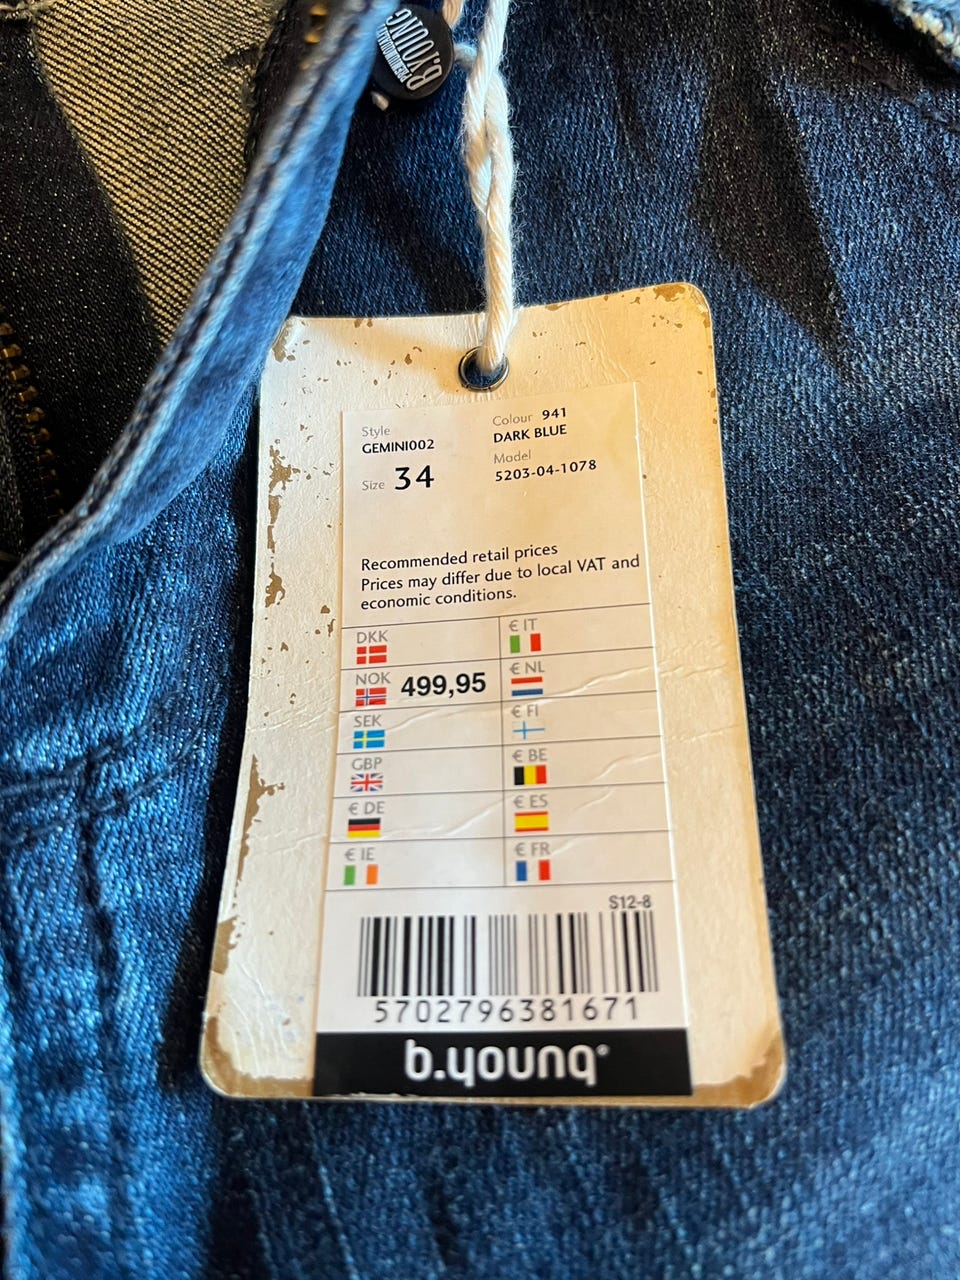 B.YOUNG
Style
GEMINI002
Size 34
Colour 941
DARK BLUE
Model
5203-04-1078
Recommended retail prices
Prices may differ due to local VAT and
economic conditions.
DKK
€ IT
NOK 499,95
€ NL
SEK
€ FI
GBP
€ BE
€ DE
€ ES
€ IE
€ FR
S12-8
5702796381671
b.young